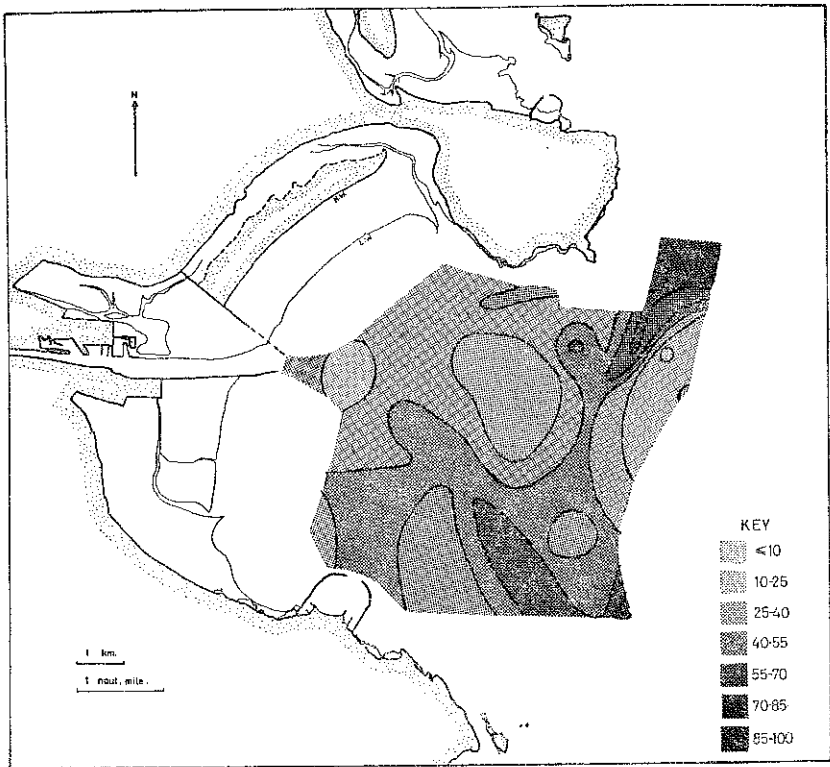 N
H.W.
L.W.
1 km.
1 naut. mile.
KEY
≤10
10-25
25-40
40-55
55-70
70-85
85-100